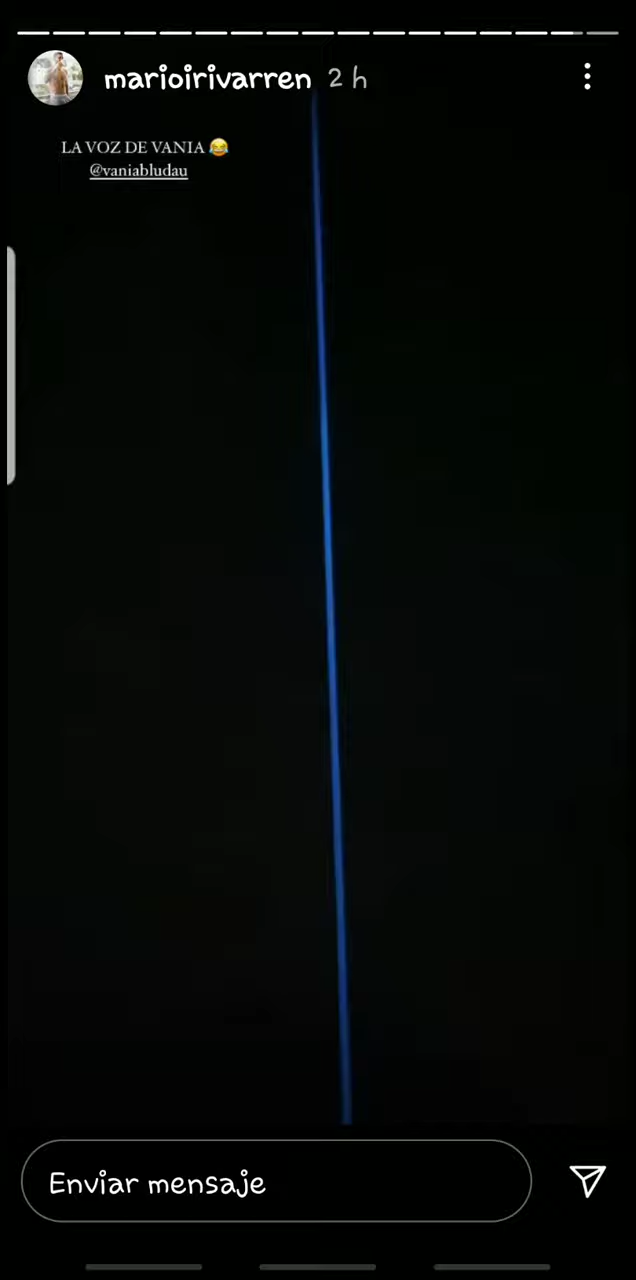 marioirivarren 2 h
LA VOZ DE VANIA 😂
@vaniabludau
Enviar mensaje